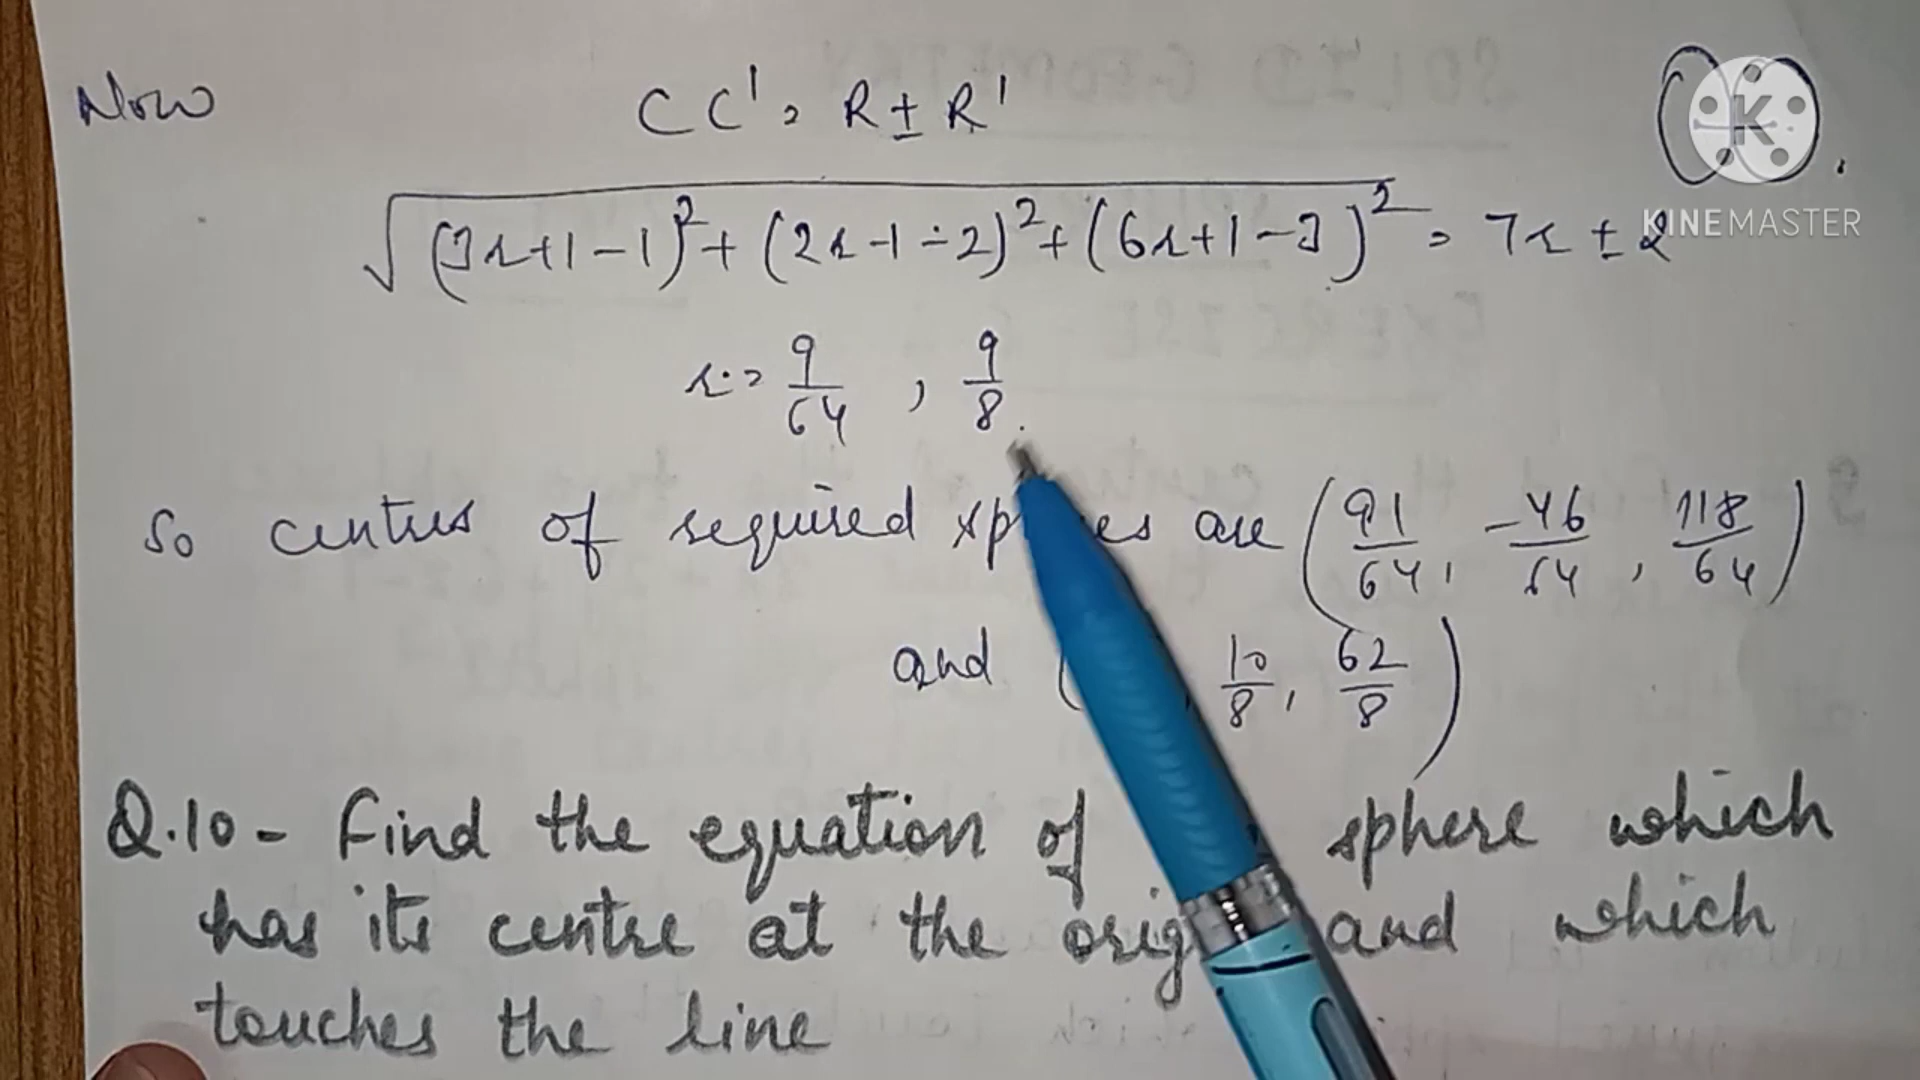 Now CC' = R ± R'
√(3r+1-1)² + (2r-1-2)² + (6r+1-3)² = 7r ± 2
KINEMASTER
r = 9/64 , 9/8
So centres of required spheres are (91/64, -46/64, 118/64)
and ( 10/8, 62/8)
Q.10- Find the equation of sphere which
has its centre at the origin and which
touches the line